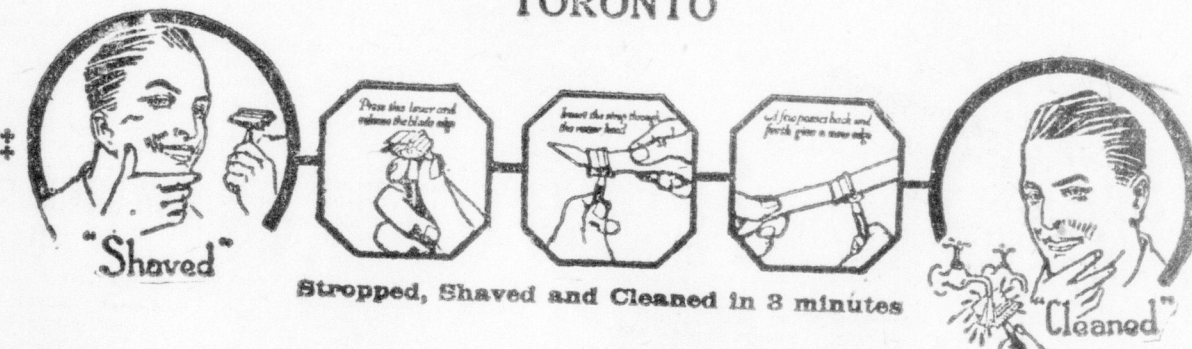 TORONTO
Press this lever and
release the blade edge
Insert the strop through
the razor head
A few passes back and
forth gives a new edge
"Shaved"
Stropped, Shaved and Cleaned in 3 minutes
"Cleaned"